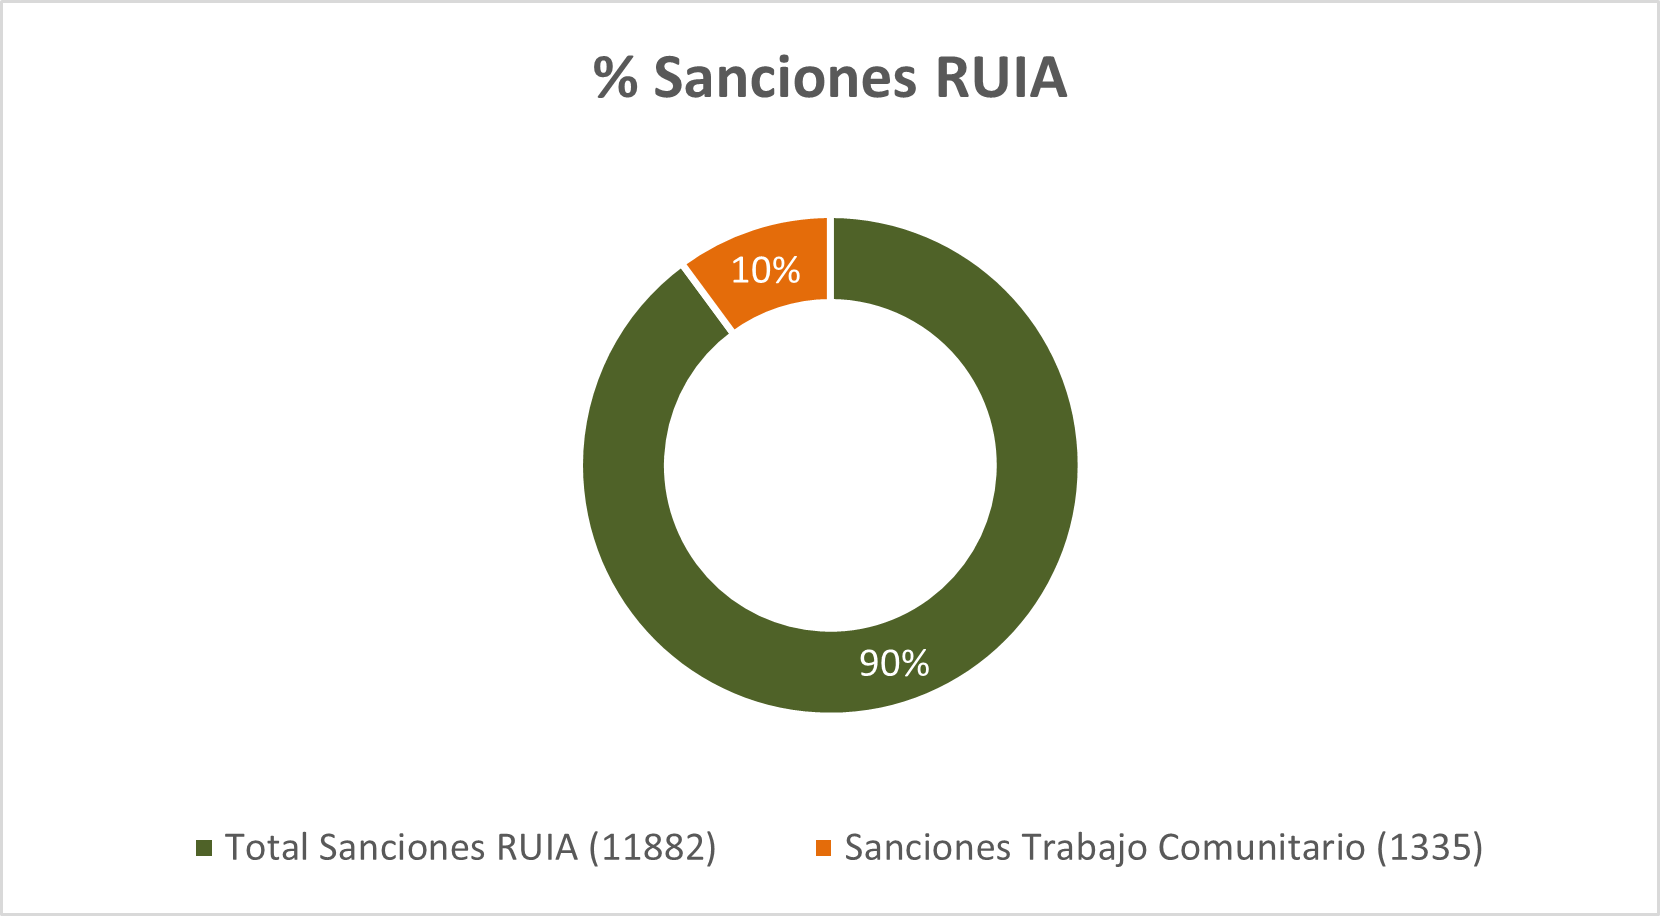 % Sanciones RUIA
10%
90%
Total Sanciones RUIA (11882)
Sanciones Trabajo Comunitario (1335)